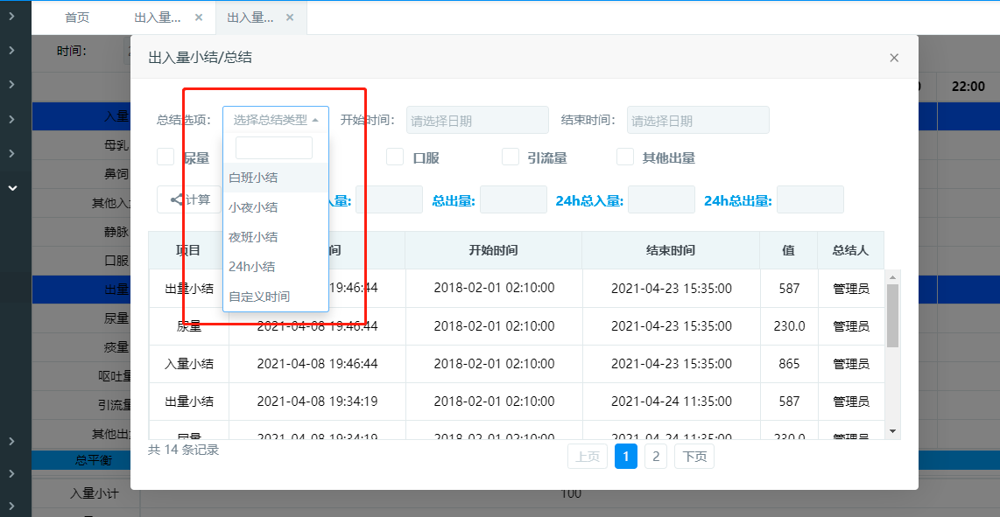 首页 出入量... × 出入量... ×
时间:
出入量小结/总结 ×
22:00
总结选项: 选择总结类型 开始时间: 请选择日期 结束时间: 请选择日期
尿量 口服 引流量 其他出量
白班小结
小夜小结
夜班小结
24h小结
自定义时间
计算 量: 总出量: 24h总入量: 24h总出量:
项目 间 开始时间 结束时间 值 总结人
出量小结 19:46:44 2018-02-01 02:10:00 2021-04-23 15:35:00 587 管理员
尿量 2021-04-08 19:46:44 2018-02-01 02:10:00 2021-04-23 15:35:00 230.0 管理员
入量小结 2021-04-08 19:46:44 2018-02-01 02:10:00 2021-04-23 15:35:00 865 管理员
出量小结 2021-04-08 19:34:19 2018-02-01 02:10:00 2021-04-24 11:35:00 587 管理员
尿量 2021-04-08 19:34:19 2018-02-01 02:10:00 2021-04-24 11:35:00 230.0 管理员
共 14 条记录 上页 1 2 下页
入量
母乳
鼻饲
其他入
静脉
口服
出量
尿量
痰量
呕吐量
引流量
其他出
总平衡
入量小计 100